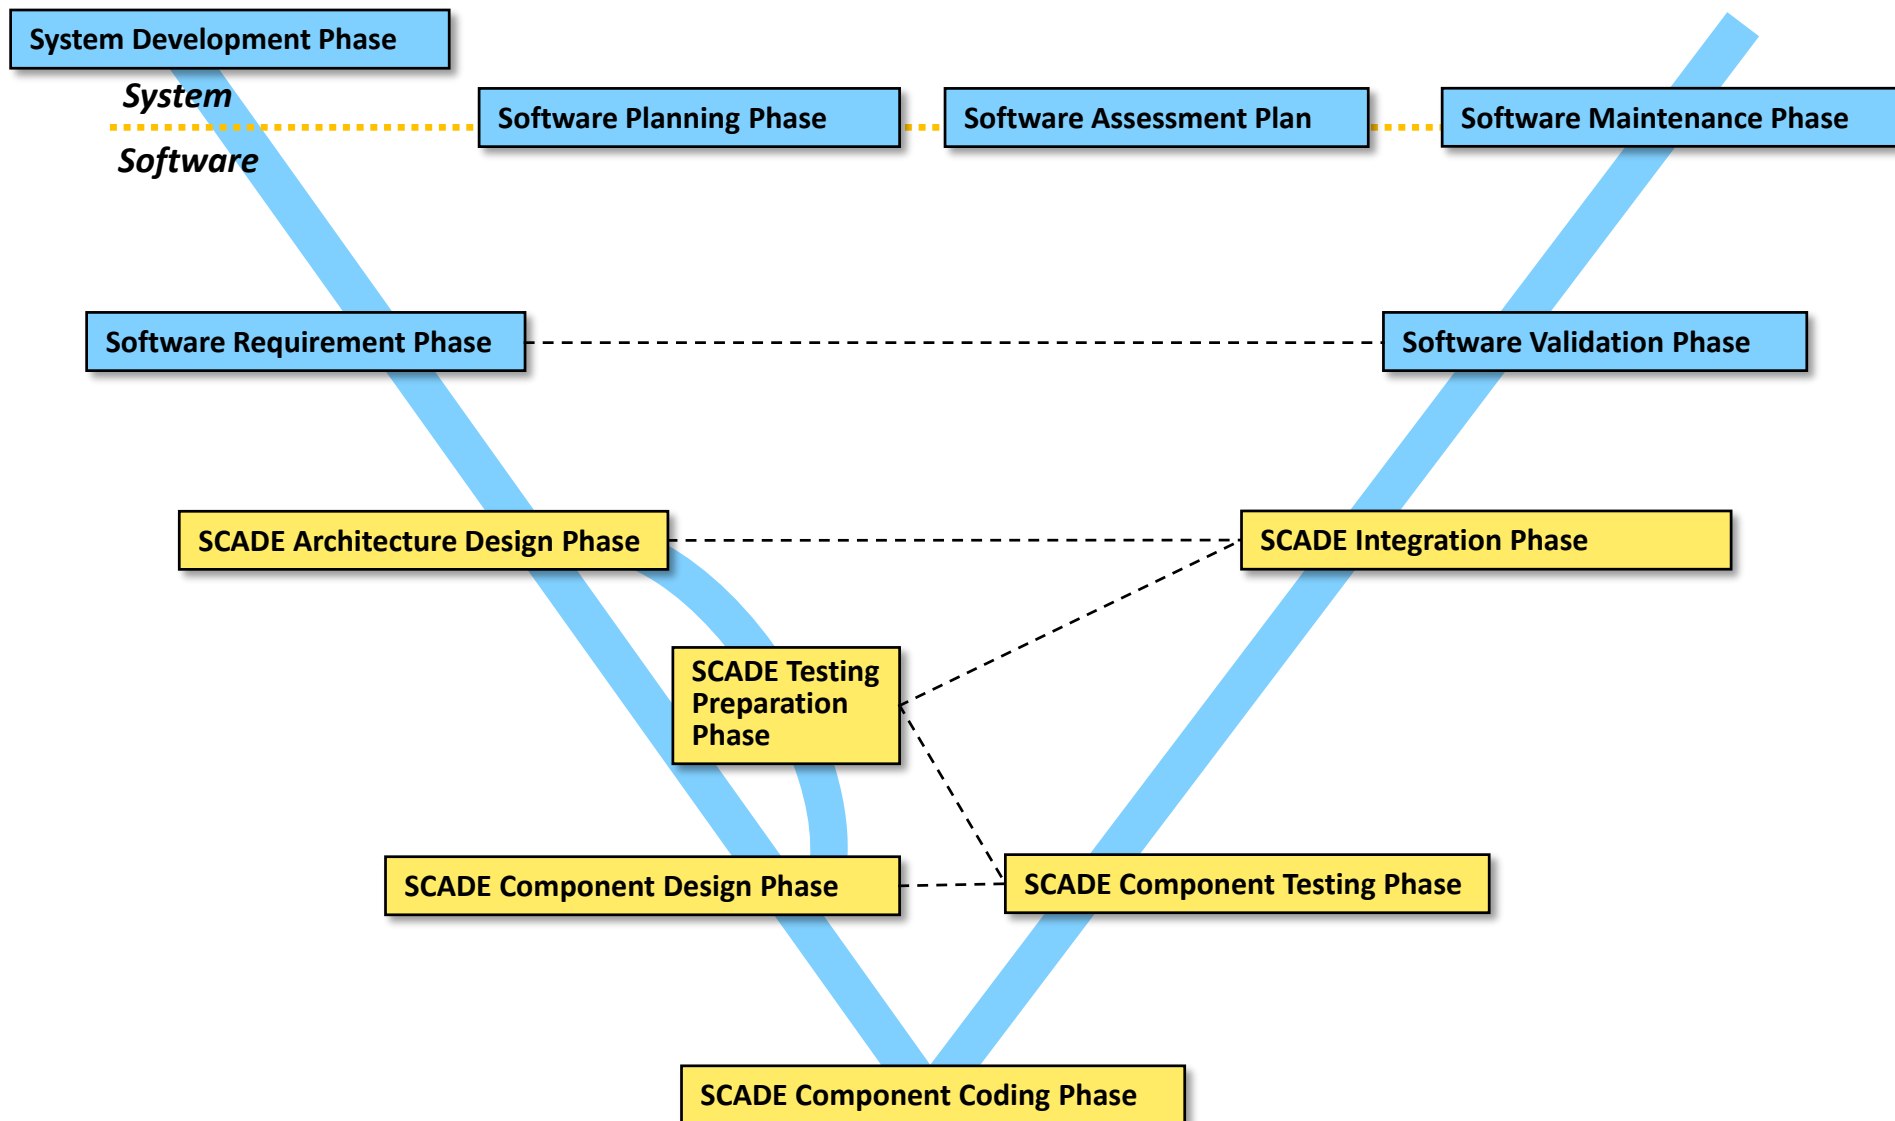 System Development Phase
System
Software Planning Phase
Software Assessment Plan
Software Maintenance Phase
Software
Software Requirement Phase
Software Validation Phase
SCADE Architecture Design Phase
SCADE Integration Phase
SCADE Testing
Preparation
Phase
SCADE Component Design Phase
SCADE Component Testing Phase
SCADE Component Coding Phase